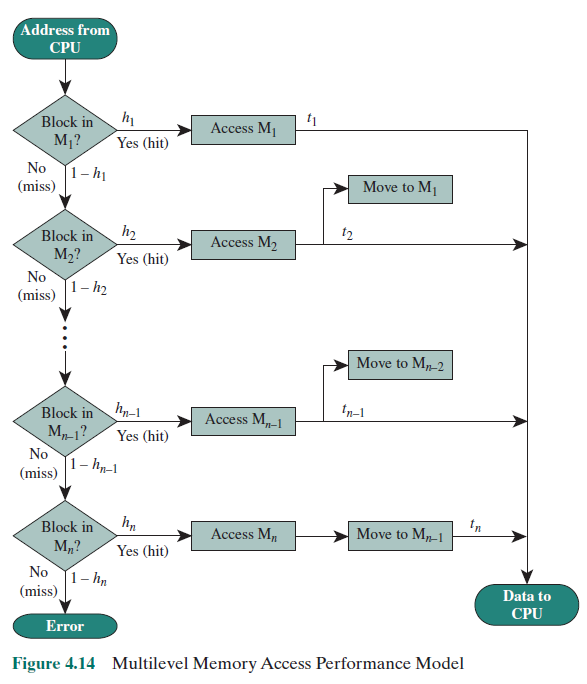 Address from
CPU
Block in
M₁?
h₁
Yes (hit)
Access M₁
t₁
No
(miss)
1 – h₁
Move to M₁
Block in
M₂?
h₂
Yes (hit)
Access M₂
t₂
No
(miss)
1 – h₂
Move to Mₙ₋₂
Block in
Mₙ₋₁?
hₙ₋₁
Yes (hit)
Access Mₙ₋₁
tₙ₋₁
No
(miss)
1 – hₙ₋₁
Block in
Mₙ?
hₙ
Yes (hit)
Access Mₙ
Move to Mₙ₋₁
tₙ
No
(miss)
1 – hₙ
Data to
CPU
Error
Figure 4.14 Multilevel Memory Access Performance Model